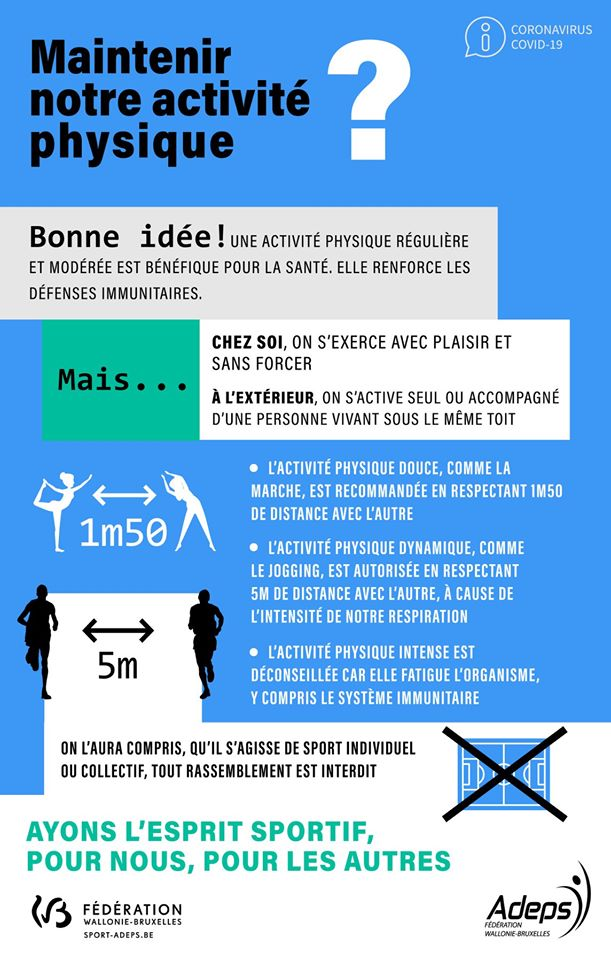 CORONAVIRUS
COVID-19
Maintenir
notre activité
physique
?
Bonne idée! UNE ACTIVITÉ PHYSIQUE RÉGULIÈRE
ET MODÉRÉE EST BÉNÉFIQUE POUR LA SANTÉ. ELLE RENFORCE LES
DÉFENSES IMMUNITAIRES.
Mais...
CHEZ SOI, ON S'EXERCE AVEC PLAISIR ET
SANS FORCER
À L'EXTÉRIEUR, ON S'ACTIVE SEUL OU ACCOMPAGNÉ
D'UNE PERSONNE VIVANT SOUS LE MÊME TOIT
1m50
• L'ACTIVITÉ PHYSIQUE DOUCE, COMME LA
MARCHE, EST RECOMMANDÉE EN RESPECTANT 1M50
DE DISTANCE AVEC L'AUTRE
• L'ACTIVITÉ PHYSIQUE DYNAMIQUE, COMME
LE JOGGING, EST AUTORISÉE EN RESPECTANT
5M DE DISTANCE AVEC L'AUTRE, À CAUSE DE
L'INTENSITÉ DE NOTRE RESPIRATION
5m
• L'ACTIVITÉ PHYSIQUE INTENSE EST
DÉCONSEILLÉE CAR ELLE FATIGUE L'ORGANISME,
Y COMPRIS LE SYSTÈME IMMUNITAIRE
ON L'AURA COMPRIS, QU'IL S'AGISSE DE SPORT INDIVIDUEL
OU COLLECTIF, TOUT RASSEMBLEMENT EST INTERDIT
AYONS L'ESPRIT SPORTIF,
POUR NOUS, POUR LES AUTRES
FÉDÉRATION
WALLONIE-BRUXELLES
SPORT-ADEPS.BE
Adeps
FÉDÉRATION
WALLONIE-BRUXELLES